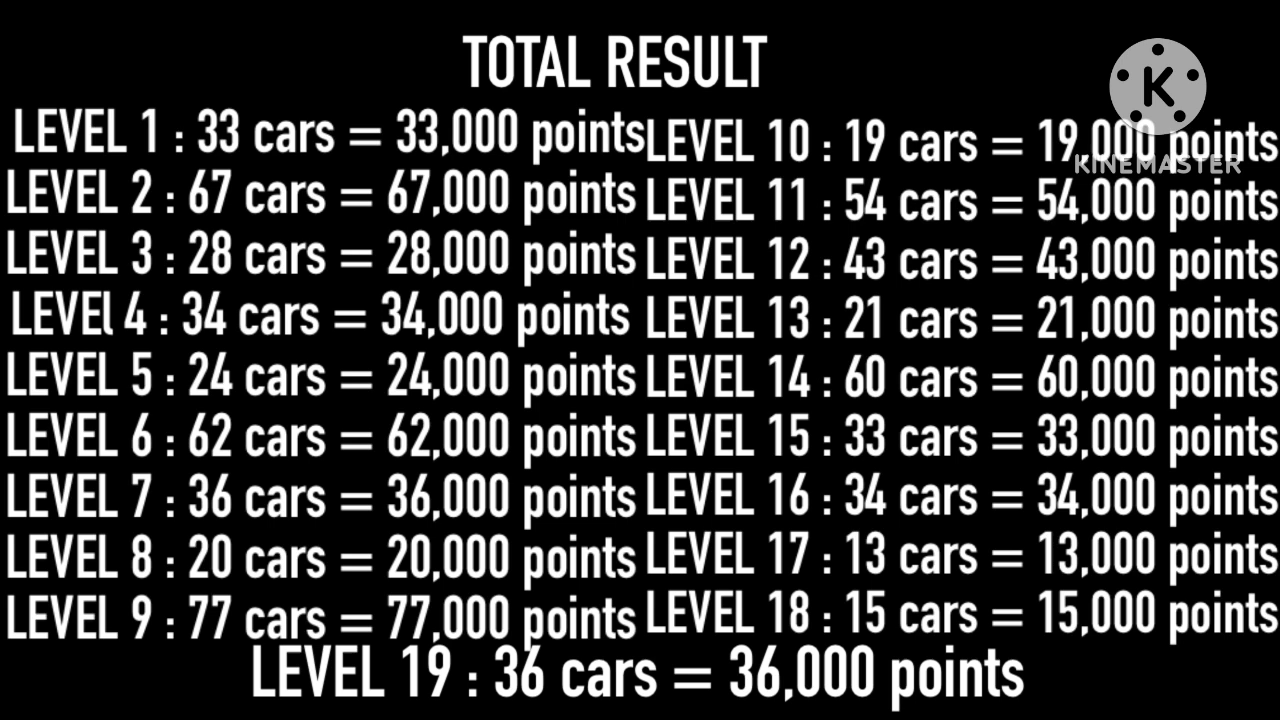 TOTAL RESULT
LEVEL 1 : 33 cars = 33,000 points
LEVEL 2 : 67 cars = 67,000 points
LEVEL 3 : 28 cars = 28,000 points
LEVEl 4 : 34 cars = 34,000 points
LEVEL 5 : 24 cars = 24,000 points
LEVEL 6 : 62 cars = 62,000 points
LEVEL 7 : 36 cars = 36,000 points
LEVEL 8 : 20 cars = 20,000 points
LEVEL 9 : 77 cars = 77,000 points
LEVEL 10 : 19 cars = 19,000 points
LEVEL 11 : 54 cars = 54,000 points
LEVEL 12 : 43 cars = 43,000 points
LEVEL 13 : 21 cars = 21,000 points
LEVEL 14 : 60 cars = 60,000 points
LEVEL 15 : 33 cars = 33,000 points
LEVEL 16 : 34 cars = 34,000 points
LEVEL 17 : 13 cars = 13,000 points
LEVEL 18 : 15 cars = 15,000 points
LEVEL 19 : 36 cars = 36,000 points
K
KINEMASTER